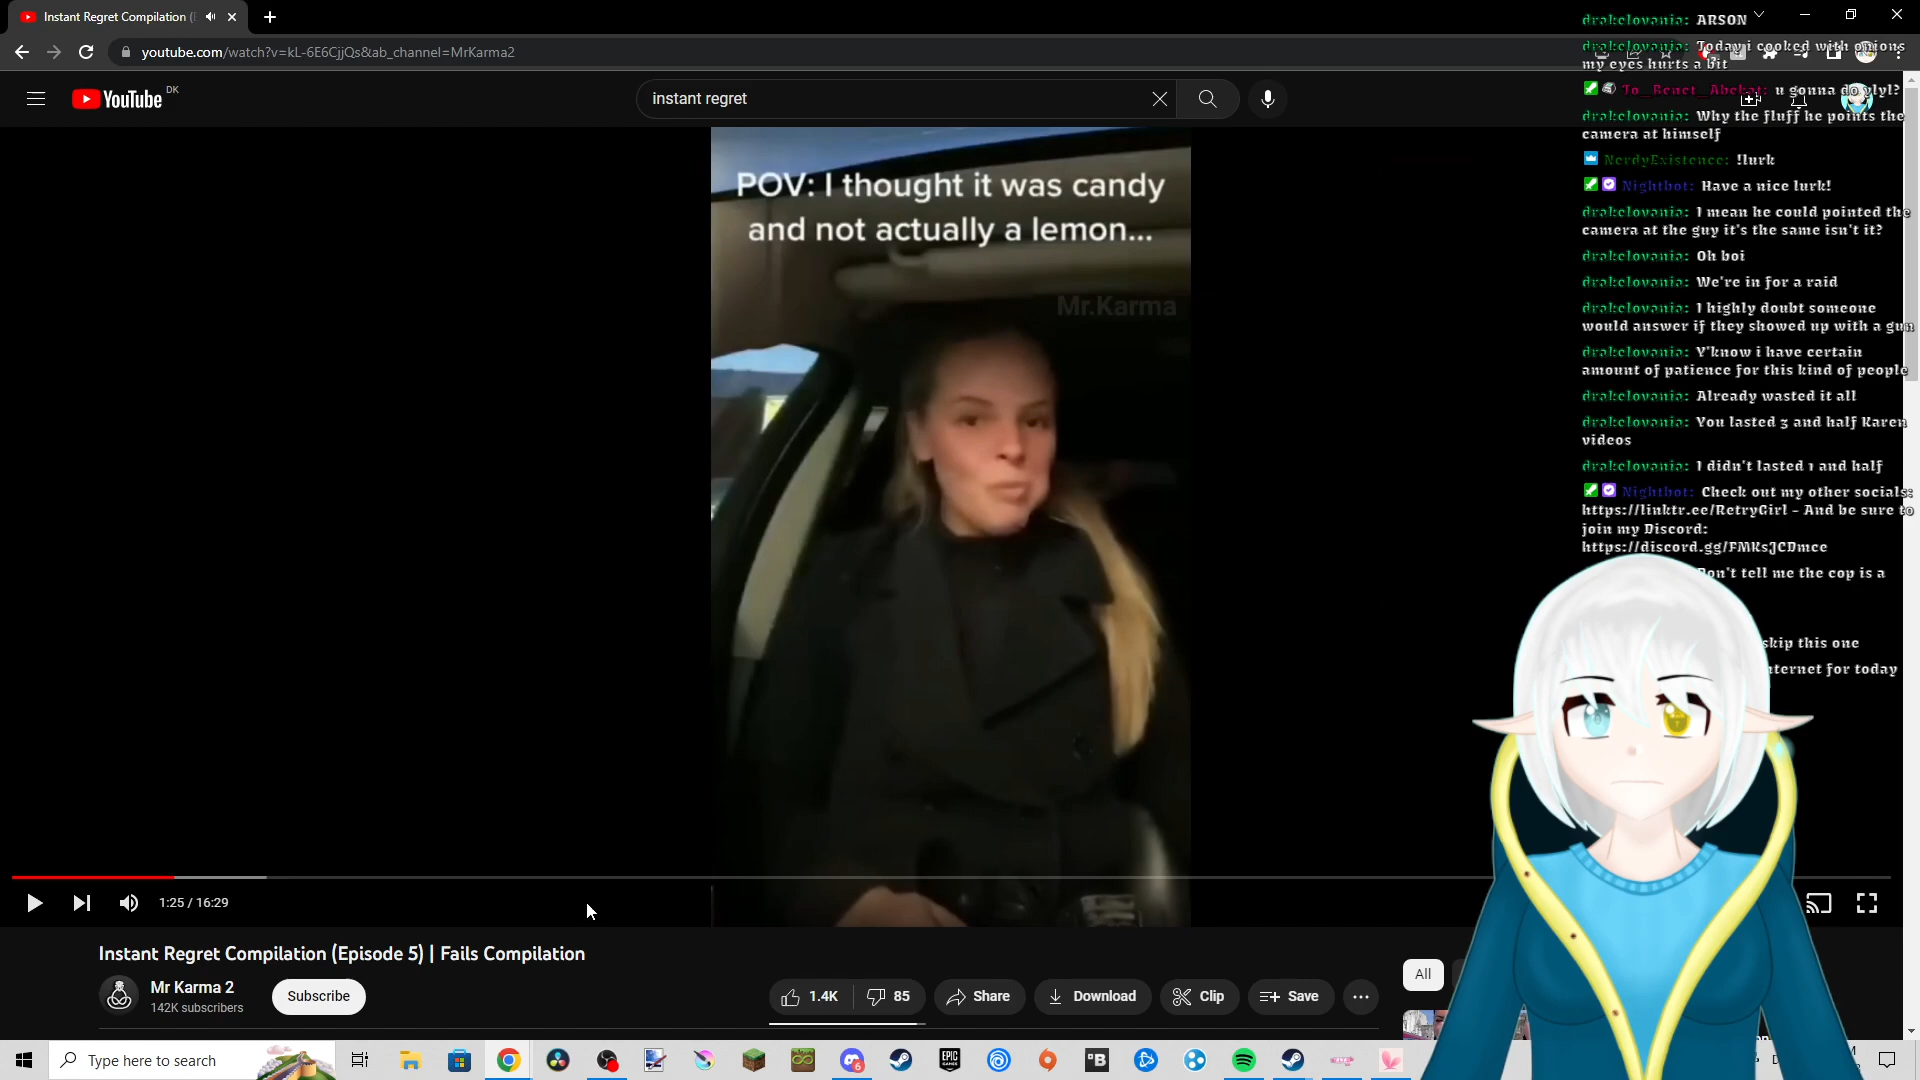 Instant Regret Compilation (
youtube.com/watch?v=kL-6E6CjjQs&ab_channel=MrKarma2
YouTube DK
instant regret
POV: I thought it was candy
and not actually a lemon...
Mr.Karma
1:25 / 16:29
Instant Regret Compilation (Episode 5) | Fails Compilation
Mr Karma 2
142K subscribers
Subscribe
1.4K
85
Share
Download
Clip
Save
All
Type here to search
drakelovania: ARSON
drakelovania: Today i cooked with onions
my eyes hurts a bit
To_Benct_Abekat: u gonna do ylyl?
drakelovania: Why the fluff he points the
camera at himself
NerdyExistence: !lurk
Nightbot: Have a nice lurk!
drakelovania: I mean he could pointed the
camera at the guy it's the same isn't it?
drakelovania: Oh boi
drakelovania: We're in for a raid
drakelovania: I highly doubt someone
would answer if they showed up with a gun
drakelovania: Y'know i have certain
amount of patience for this kind of people
drakelovania: Already wasted it all
drakelovania: You lasted 3 and half Karen
videos
drakelovania: I didn't lasted 1 and half
Nightbot: Check out my other socials:
https://linktr.ee/RetryGirl - And be sure to
join my Discord:
https://discord.gg/FMKsJCDmce
Don't tell me the cop is a
skip this one
nternet for today